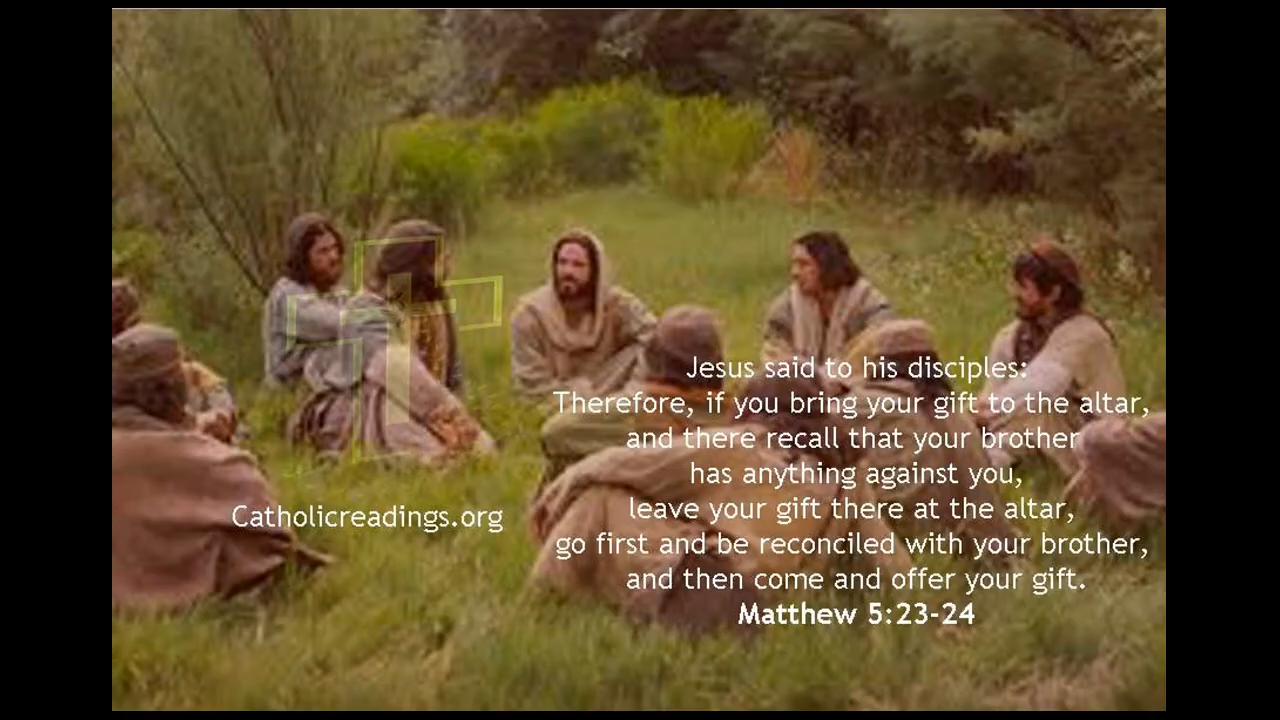 Jesus said to his disciples:
Therefore, if you bring your gift to the altar,
and there recall that your brother
has anything against you,
leave your gift there at the altar,
go first and be reconciled with your brother,
and then come and offer your gift.
Matthew 5:23-24
Catholicreadings.org